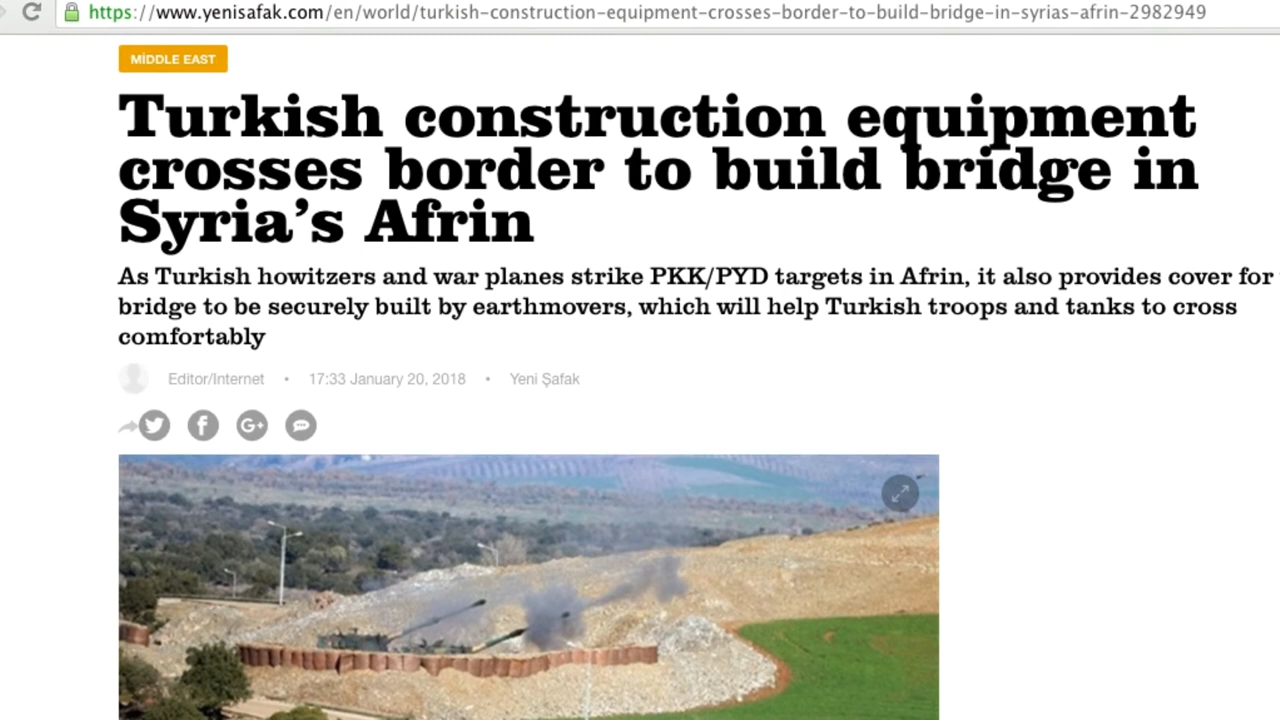 https://www.yenisafak.com/en/world/turkish-construction-equipment-crosses-border-to-build-bridge-in-syrias-afrin-2982949
MİDDLE EAST
Turkish construction equipment
crosses border to build bridge in
Syria's Afrin
As Turkish howitzers and war planes strike PKK/PYD targets in Afrin, it also provides cover for
bridge to be securely built by earthmovers, which will help Turkish troops and tanks to cross
comfortably
Editor/Internet • 17:33 January 20, 2018 • Yeni Şafak